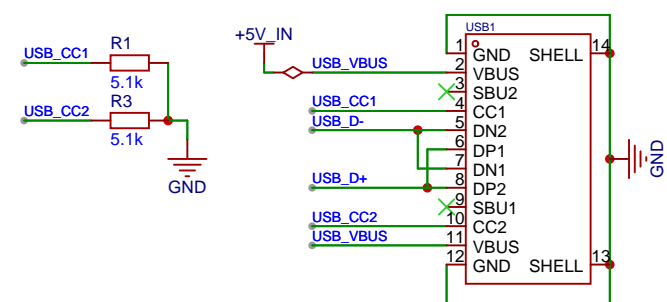 USB_CC1
R1
5.1k
USB_CC2
R3
5.1k
GND
+5V_IN
USB_VBUS
USB_CC1
USB_D-
USB_D+
USB_CC2
USB_VBUS
USB1
1 GND SHELL 14
2 VBUS
3 SBU2
4 CC1
5 DN2
6 DP1
7 DN1
8 DP2
9 SBU1
10 CC2
11 VBUS
12 GND SHELL 13
GND